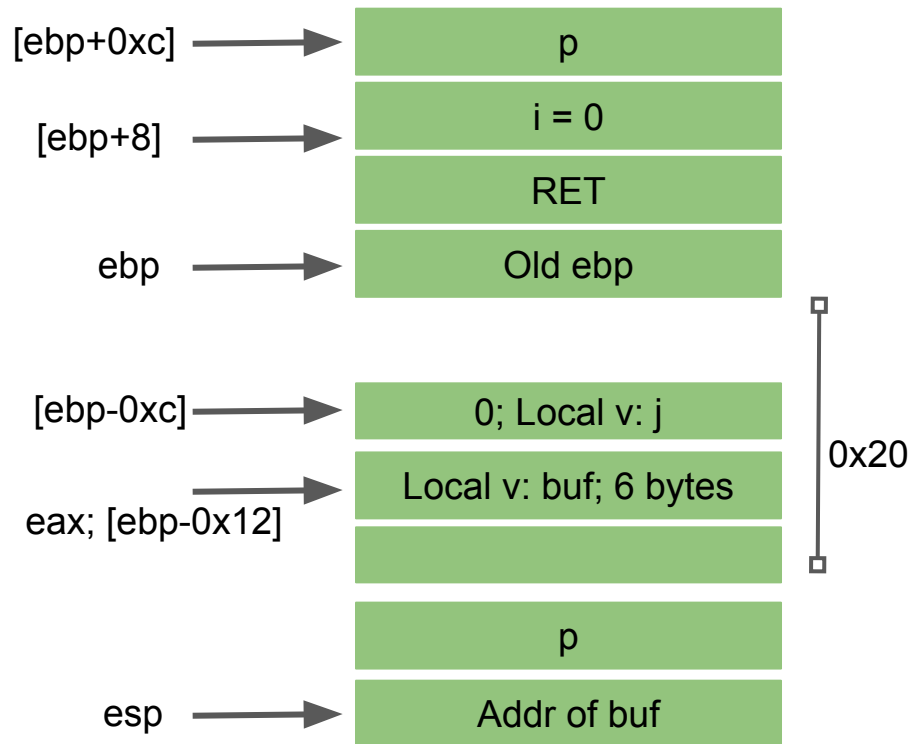 [ebp+0xc]
p
i = 0
[ebp+8]
RET
ebp
Old ebp
[ebp-0xc]
0; Local v: j
0x20
Local v: buf; 6 bytes
eax; [ebp-0x12]
p
esp
Addr of buf